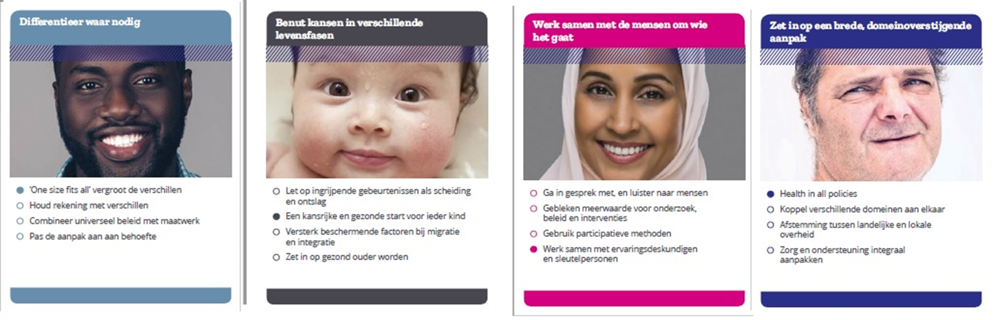 Differentieer waar nodig
'One size fits all' vergroot de verschillen
Houd rekening met verschillen
Combineer universeel beleid met maatwerk
Pas de aanpak aan aan behoefte
Benut kansen in verschillende
levensfasen
Let op ingrijpende gebeurtenissen als scheiding
en ontslag
Een kansrijke en gezonde start voor ieder kind
Versterk beschermende factoren bij migratie
en integratie
Zet in op gezond ouder worden
Werk samen met de mensen om wie
het gaat
Ga in gesprek met, en luister naar mensen
Gebleken meerwaarde voor onderzoek,
beleid en interventies
Gebruik participatieve methoden
Werk samen met ervaringsdeskundigen
en sleutelpersonen
Zet in op een brede, domeinoverstijgende
aanpak
Health in all policies
Koppel verschillende domeinen aan elkaar
Afstemming tussen landelijke en lokale
overheid
Zorg en ondersteuning integraal
aanpakken